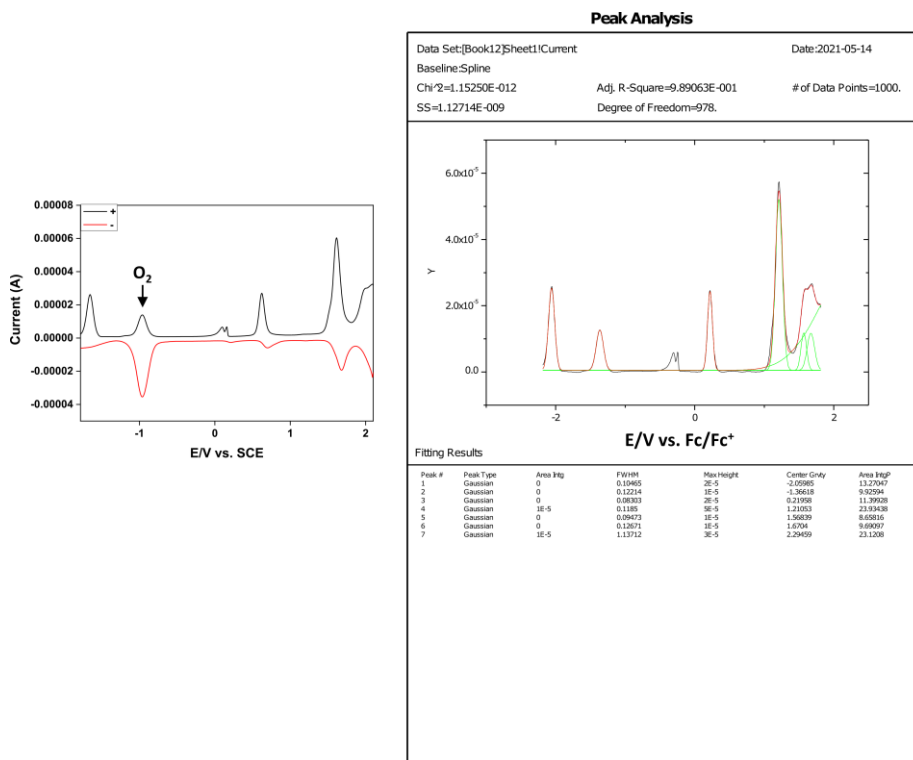 Peak Analysis
Data Set:[Book12]Sheet1!Current Date:2021-05-14
Baseline:Spline
Chi^2=1.15250E-012 Adj. R-Square=9.89063E-001 # of Data Points=1000.
SS=1.12714E-009 Degree of Freedom=978.
0.00008
0.00006
0.00004
0.00002
0.00000
-0.00002
-0.00004
Current (A)
+
-
O₂
-1 0 1 2
E/V vs. SCE
6.0x10⁻⁵
4.0x10⁻⁵
2.0x10⁻⁵
0.0
Y
-2 0 2
E/V vs. Fc/Fc⁺
Fitting Results
Peak # Peak Type Area Intg FWHM Max Height Center Grvty Area IntgP
1 Gaussian 0 0.10465 2E-5 -2.05985 13.27047
2 Gaussian 0 0.12214 1E-5 -1.36618 9.92594
3 Gaussian 0 0.08303 2E-5 0.21958 11.39928
4 Gaussian 1E-5 0.1185 5E-5 1.21053 23.93438
5 Gaussian 0 0.09473 1E-5 1.56839 8.65816
6 Gaussian 0 0.12671 1E-5 1.6704 9.69097
7 Gaussian 1E-5 1.13712 3E-5 2.29459 23.1208